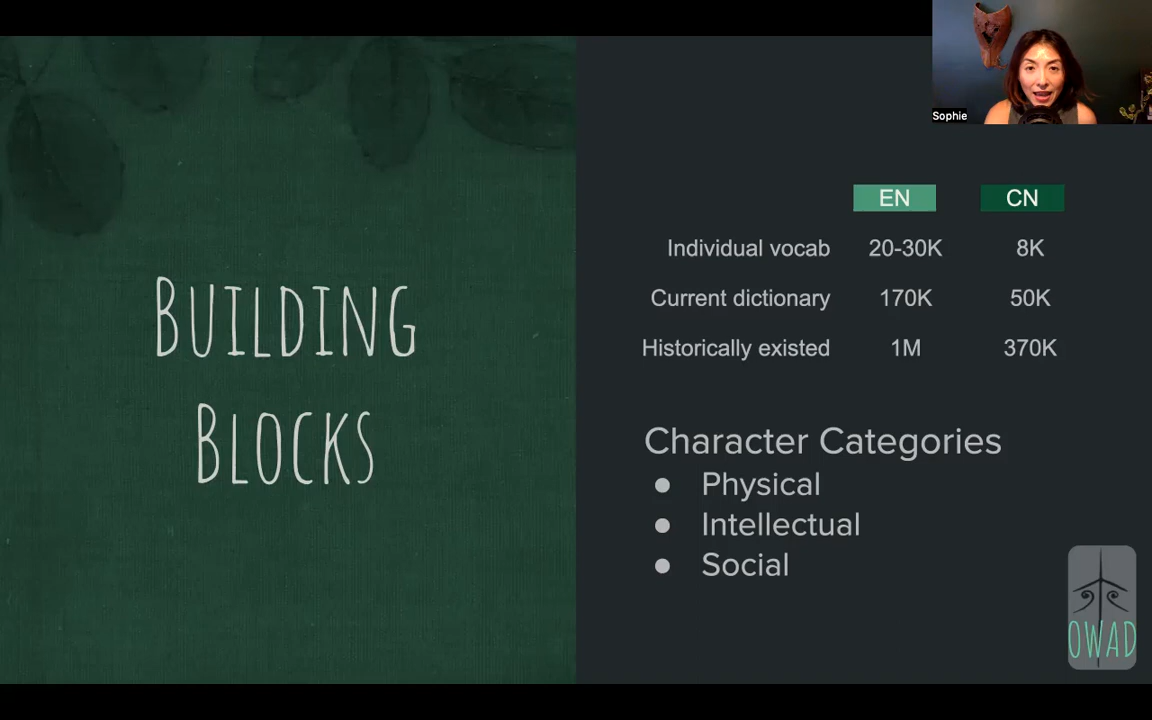 Sophie
BUILDING
BLOCKS
EN CN
Individual vocab 20-30K 8K
Current dictionary 170K 50K
Historically existed 1M 370K
Character Categories
● Physical
● Intellectual
● Social
OWAD